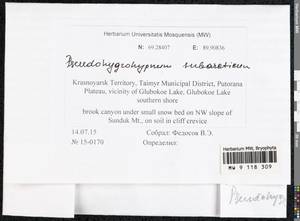 Herbarium Universitatis Mosquensis (MW)
N: 69.28407 E: 89.90836
Pseudohygrohypnum subarcticum
Krasnoyarsk Territory, Taimyr Municipal District, Putorana
Plateau, vicinity of Glubokoe Lake, Glubokoe Lake
southern shore
brook canyon under small snow bed on NW slope of
Sunduk Mt., on soil in cliff crevice
14.07.15 Собрал: Федосов В.Э.
№ 15-0170 Определил:
Herbarium MW, Bryophyta
MW 9 118 309
Pseudohyg